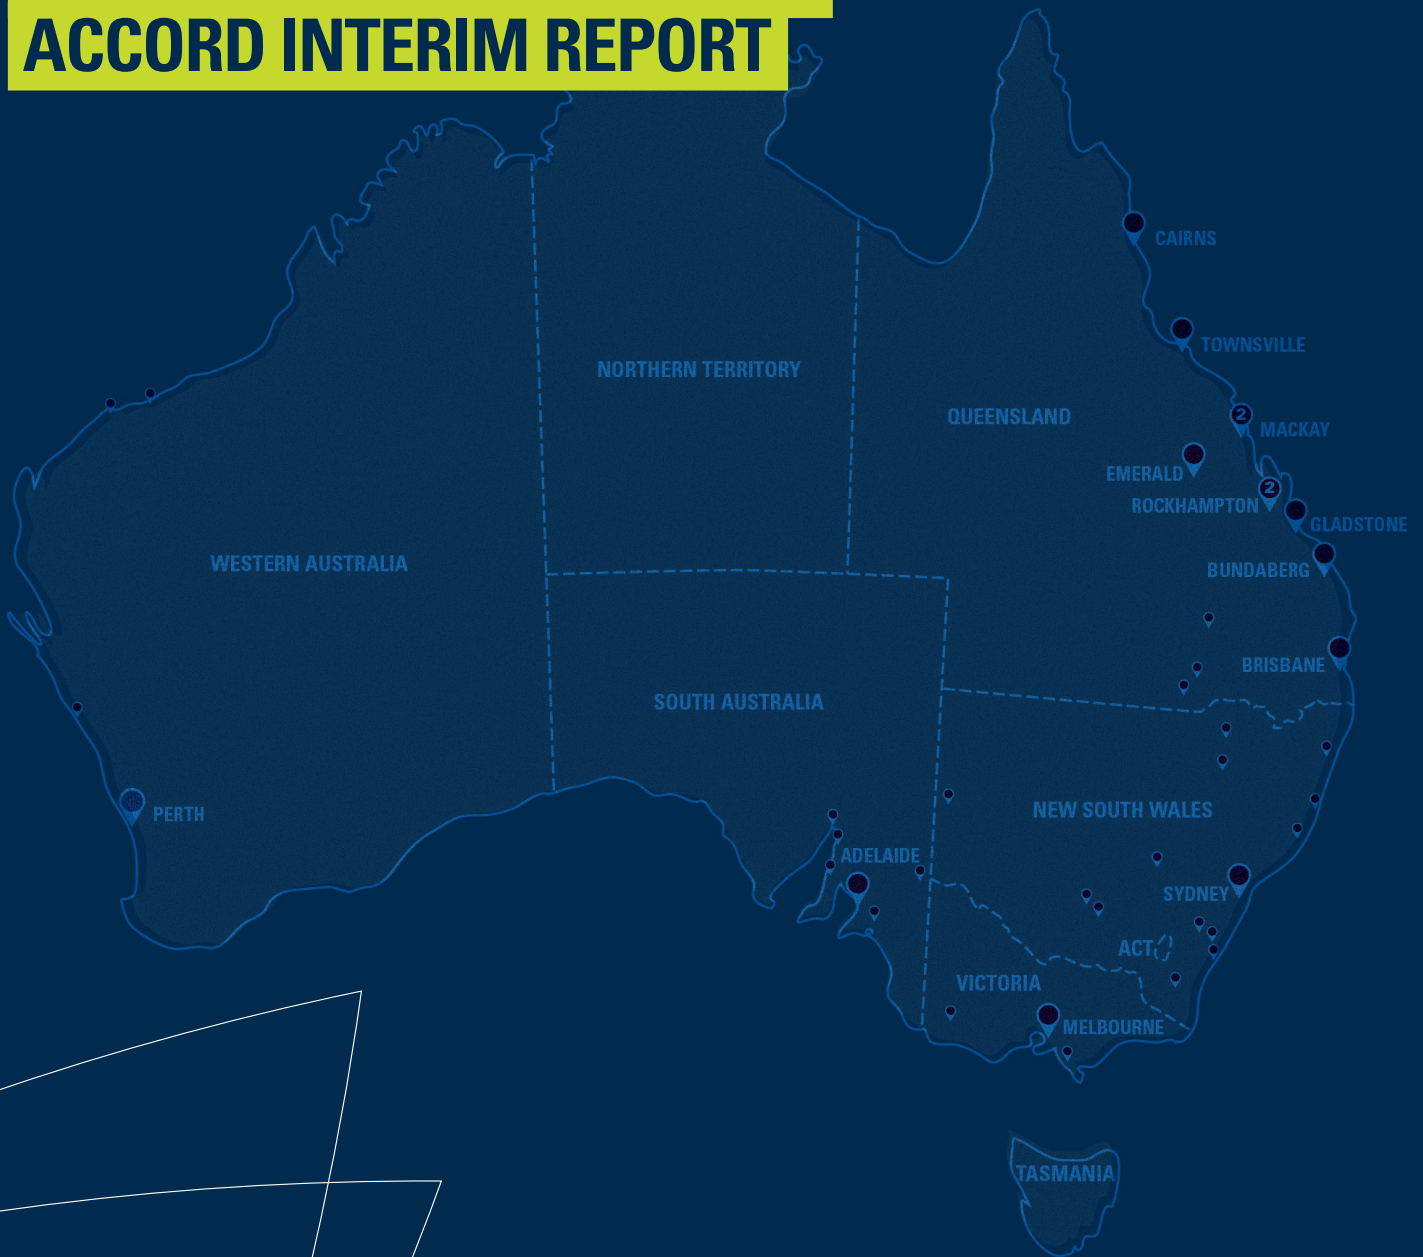 ACCORD INTERIM REPORT
CAIRNS
TOWNSVILLE
NORTHERN TERRITORY
QUEENSLAND
2
MACKAY
EMERALD
2
ROCKHAMPTON
GLADSTONE
WESTERN AUSTRALIA
BUNDABERG
BRISBANE
SOUTH AUSTRALIA
PERTH
NEW SOUTH WALES
ADELAIDE
SYDNEY
ACT
VICTORIA
MELBOURNE
TASMANIA